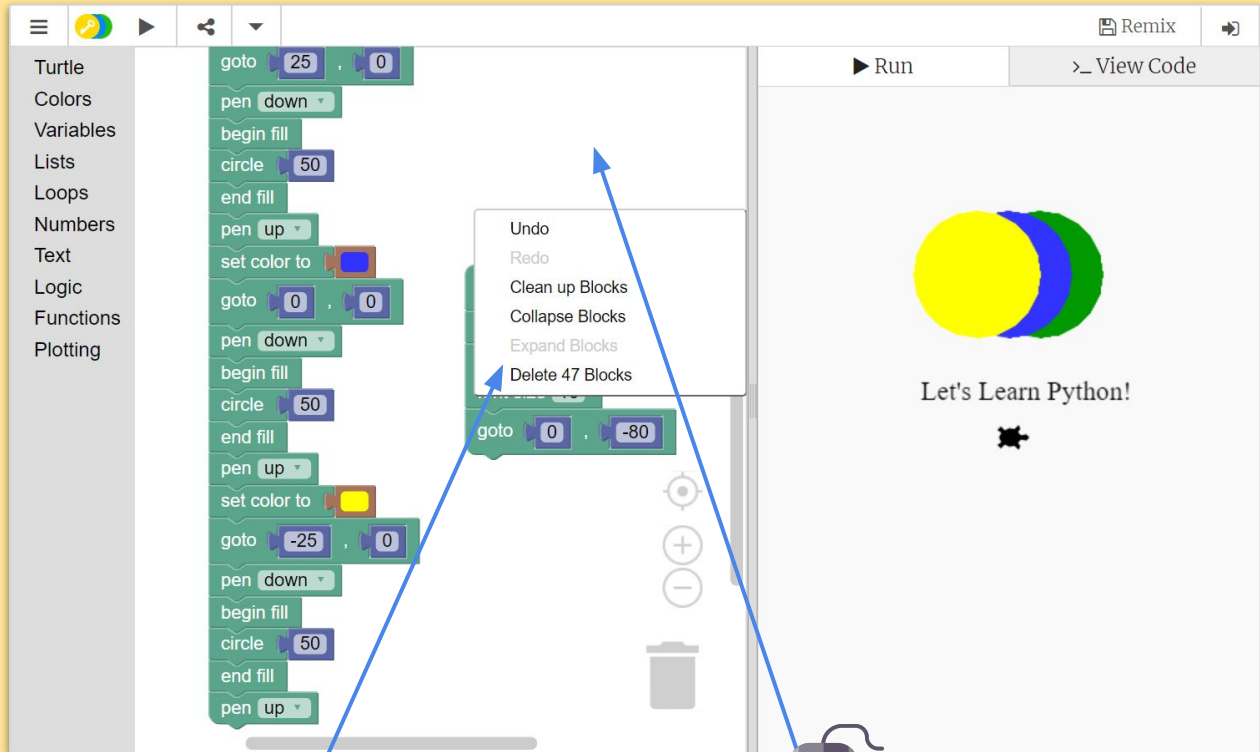 Remix
Turtle
Colors
Variables
Lists
Loops
Numbers
Text
Logic
Functions
Plotting
goto 25 , 0
pen down
begin fill
circle 50
end fill
pen up
set color to
goto 0 , 0
pen down
begin fill
circle 50
end fill
pen up
set color to
goto -25 , 0
pen down
begin fill
circle 50
end fill
pen up
Undo
Redo
Clean up Blocks
Collapse Blocks
Expand Blocks
Delete 47 Blocks
goto 0 , -80
Run
>_ View Code
Let's Learn Python!